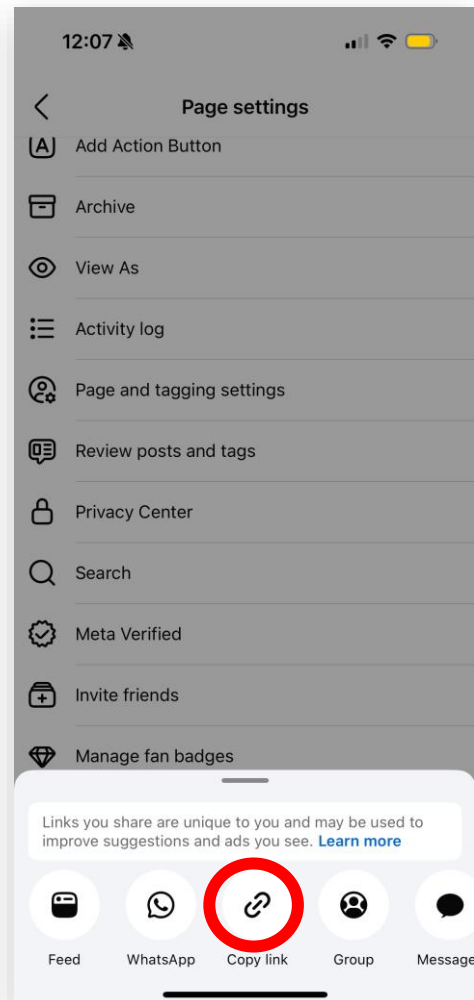 12:07
Page settings
Add Action Button
Archive
View As
Activity log
Page and tagging settings
Review posts and tags
Privacy Center
Search
Meta Verified
Invite friends
Manage fan badges
Links you share are unique to you and may be used to
improve suggestions and ads you see. Learn more
Feed WhatsApp Copy link Group Message